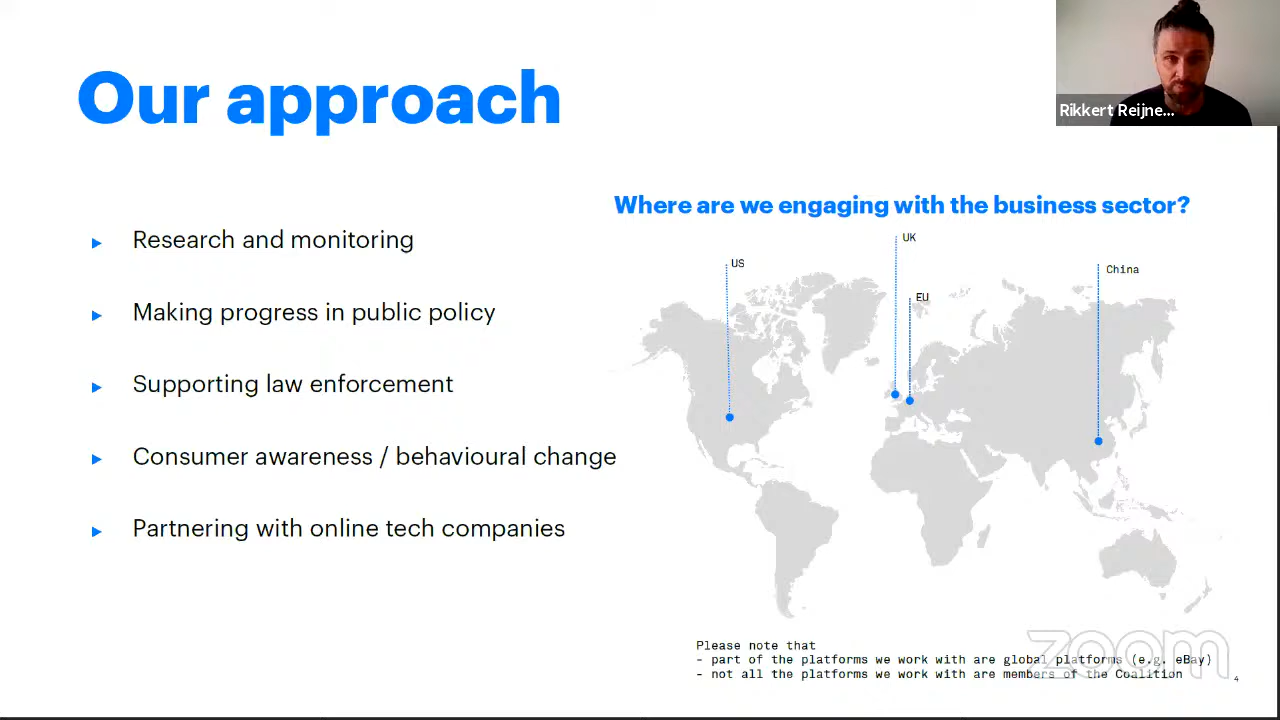 Our approach
Rikkert Reijne...
Where are we engaging with the business sector?
Research and monitoring
Making progress in public policy
Supporting law enforcement
Consumer awareness / behavioural change
Partnering with online tech companies
UK
US
China
EU
Please note that
- part of the platforms we work with are global platforms (e.g. eBay)
- not all the platforms we work with are members of the Coalition
zoom
4